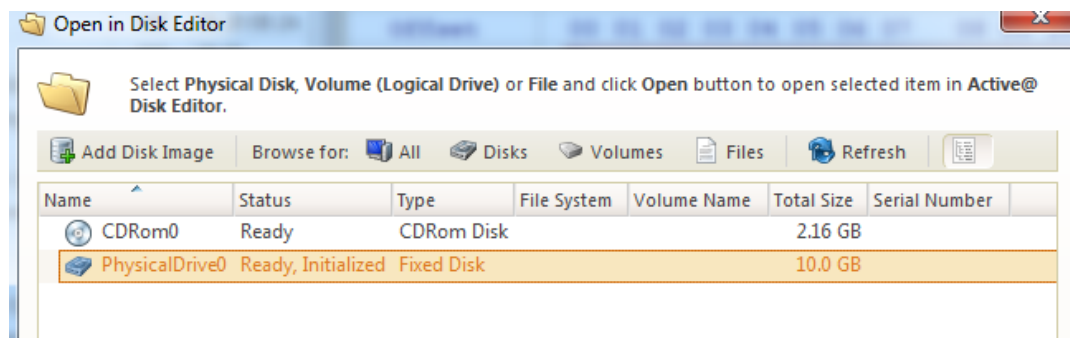 Open in Disk Editor
Select Physical Disk, Volume (Logical Drive) or File and click Open button to open selected item in Active@
Disk Editor.
Add Disk Image Browse for: All Disks Volumes Files Refresh
Name Status Type File System Volume Name Total Size Serial Number
CDRom0 Ready CDRom Disk 2.16 GB
PhysicalDrive0 Ready, Initialized Fixed Disk 10.0 GB